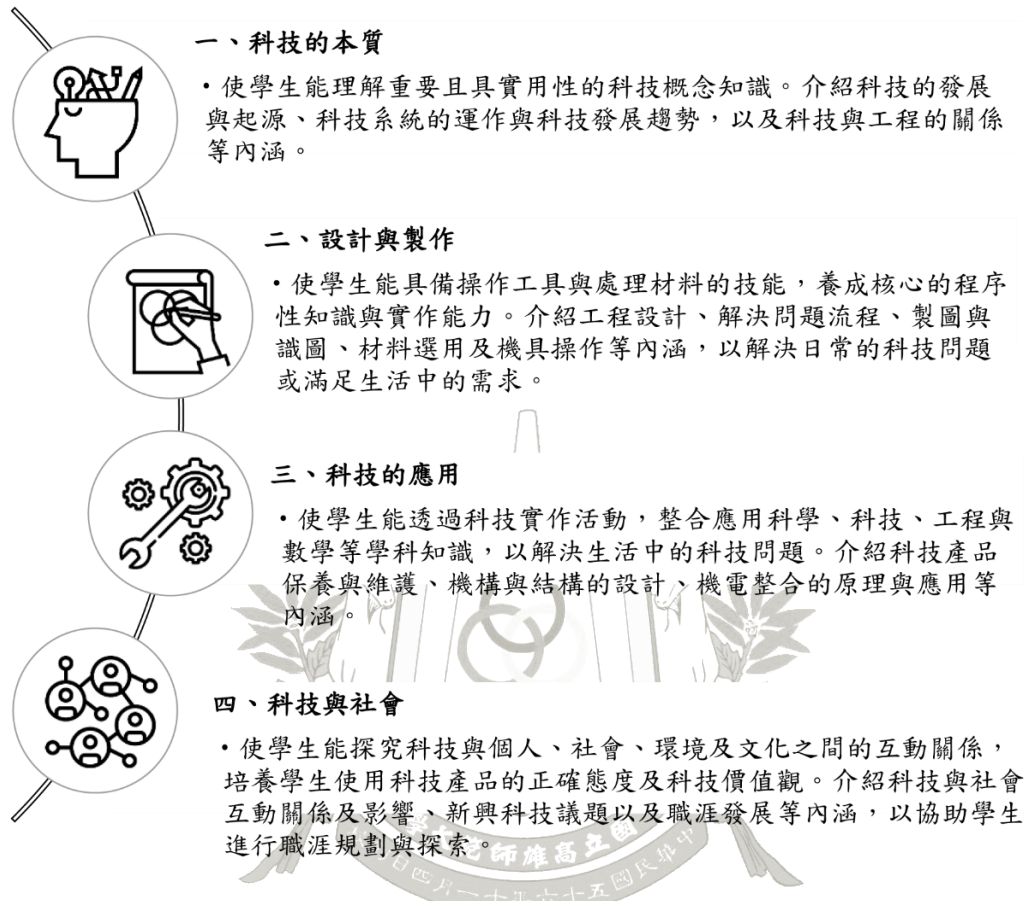 一、科技的本質
・使學生能理解重要且具實用性的科技概念知識。介紹科技的發展
與起源、科技系統的運作與科技發展趨勢，以及科技與工程的關係
等內涵。
二、設計與製作
・使學生能具備操作工具與處理材料的技能，養成核心的程序
性知識與實作能力。介紹工程設計、解決問題流程、製圖與
識圖、材料選用及機具操作等內涵，以解決日常的科技問題
或滿足生活中的需求。
三、科技的應用
・使學生能透過科技實作活動，整合應用科學、科技、工程與
數學等學科知識，以解決生活中的科技問題。介紹科技產品
保養與維護、機構與結構的設計、機電整合的原理與應用等
內涵。
四、科技與社會
・使學生能探究科技與個人、社會、環境及文化之間的互動關係，
培養學生使用科技產品的正確態度及科技價值觀。介紹科技與社會
互動關係及影響、新興科技議題以及職涯發展等內涵，以協助學生
進行職涯規劃與探索。
學大範師雄高立國